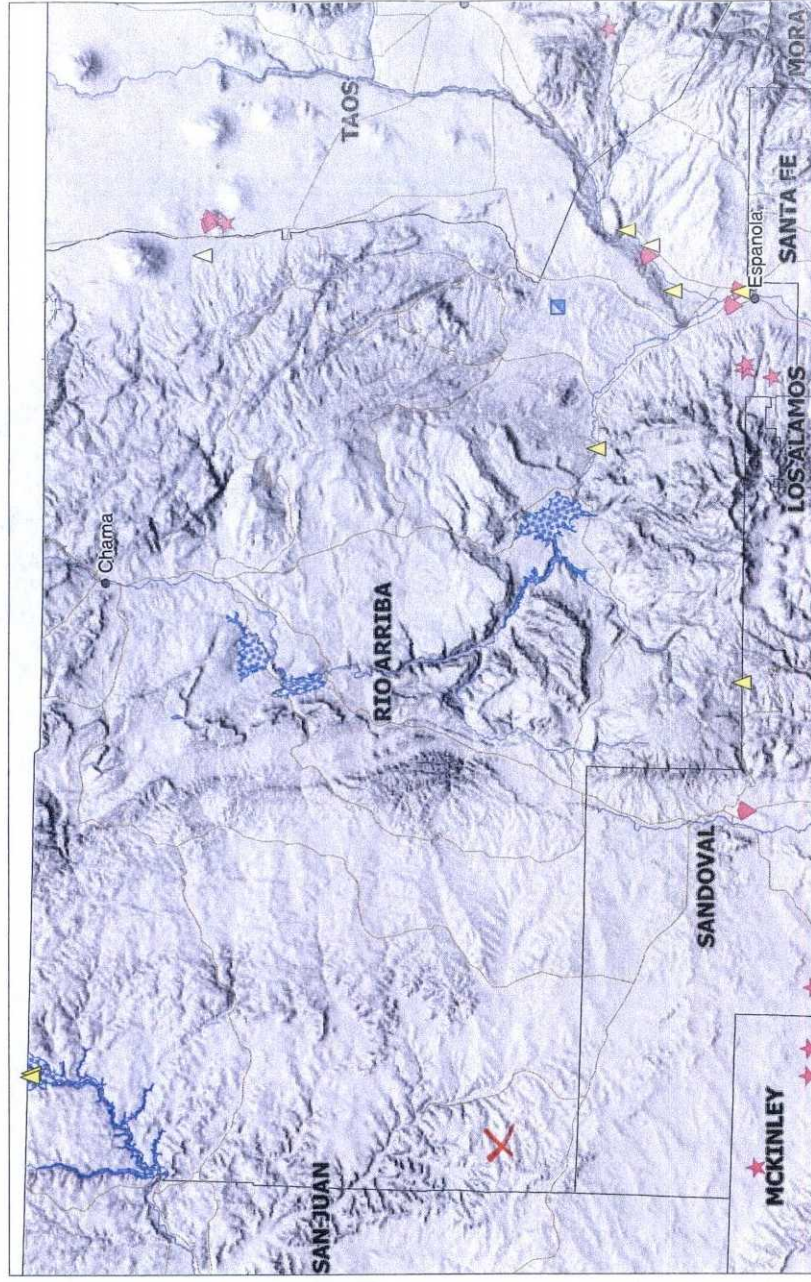 Chama
SAN JUAN
TAOS
RIO ARRIBA
SANDOVAL
Espanola
MCKINLEY
SANTA FE
LOS ALAMOS
MORA